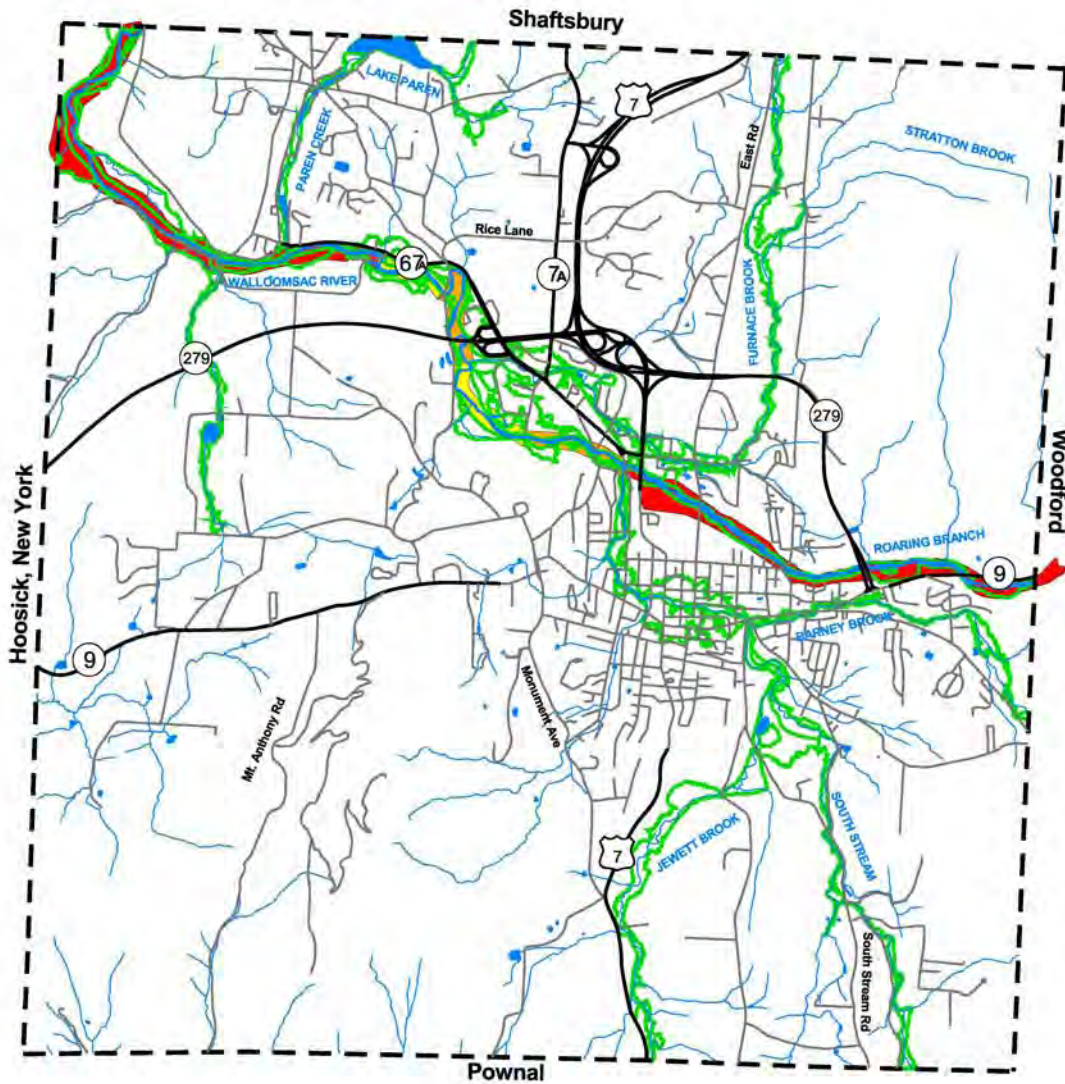 Shaftsbury
LAKE PAREN
7
STRATTON BROOK
East Rd
PAREN CREEK
Rice Lane
67A
7A
WALLOOMSAC RIVER
FURNACE BROOK
279
279
Woodford
Hoosick, New York
ROARING BRANCH
9
BARNEY BROOK
9
Monument Ave
Mt. Anthony Rd
SOUTH STREAM
JEWETT BROOK
7
South Stream Rd
Pownal